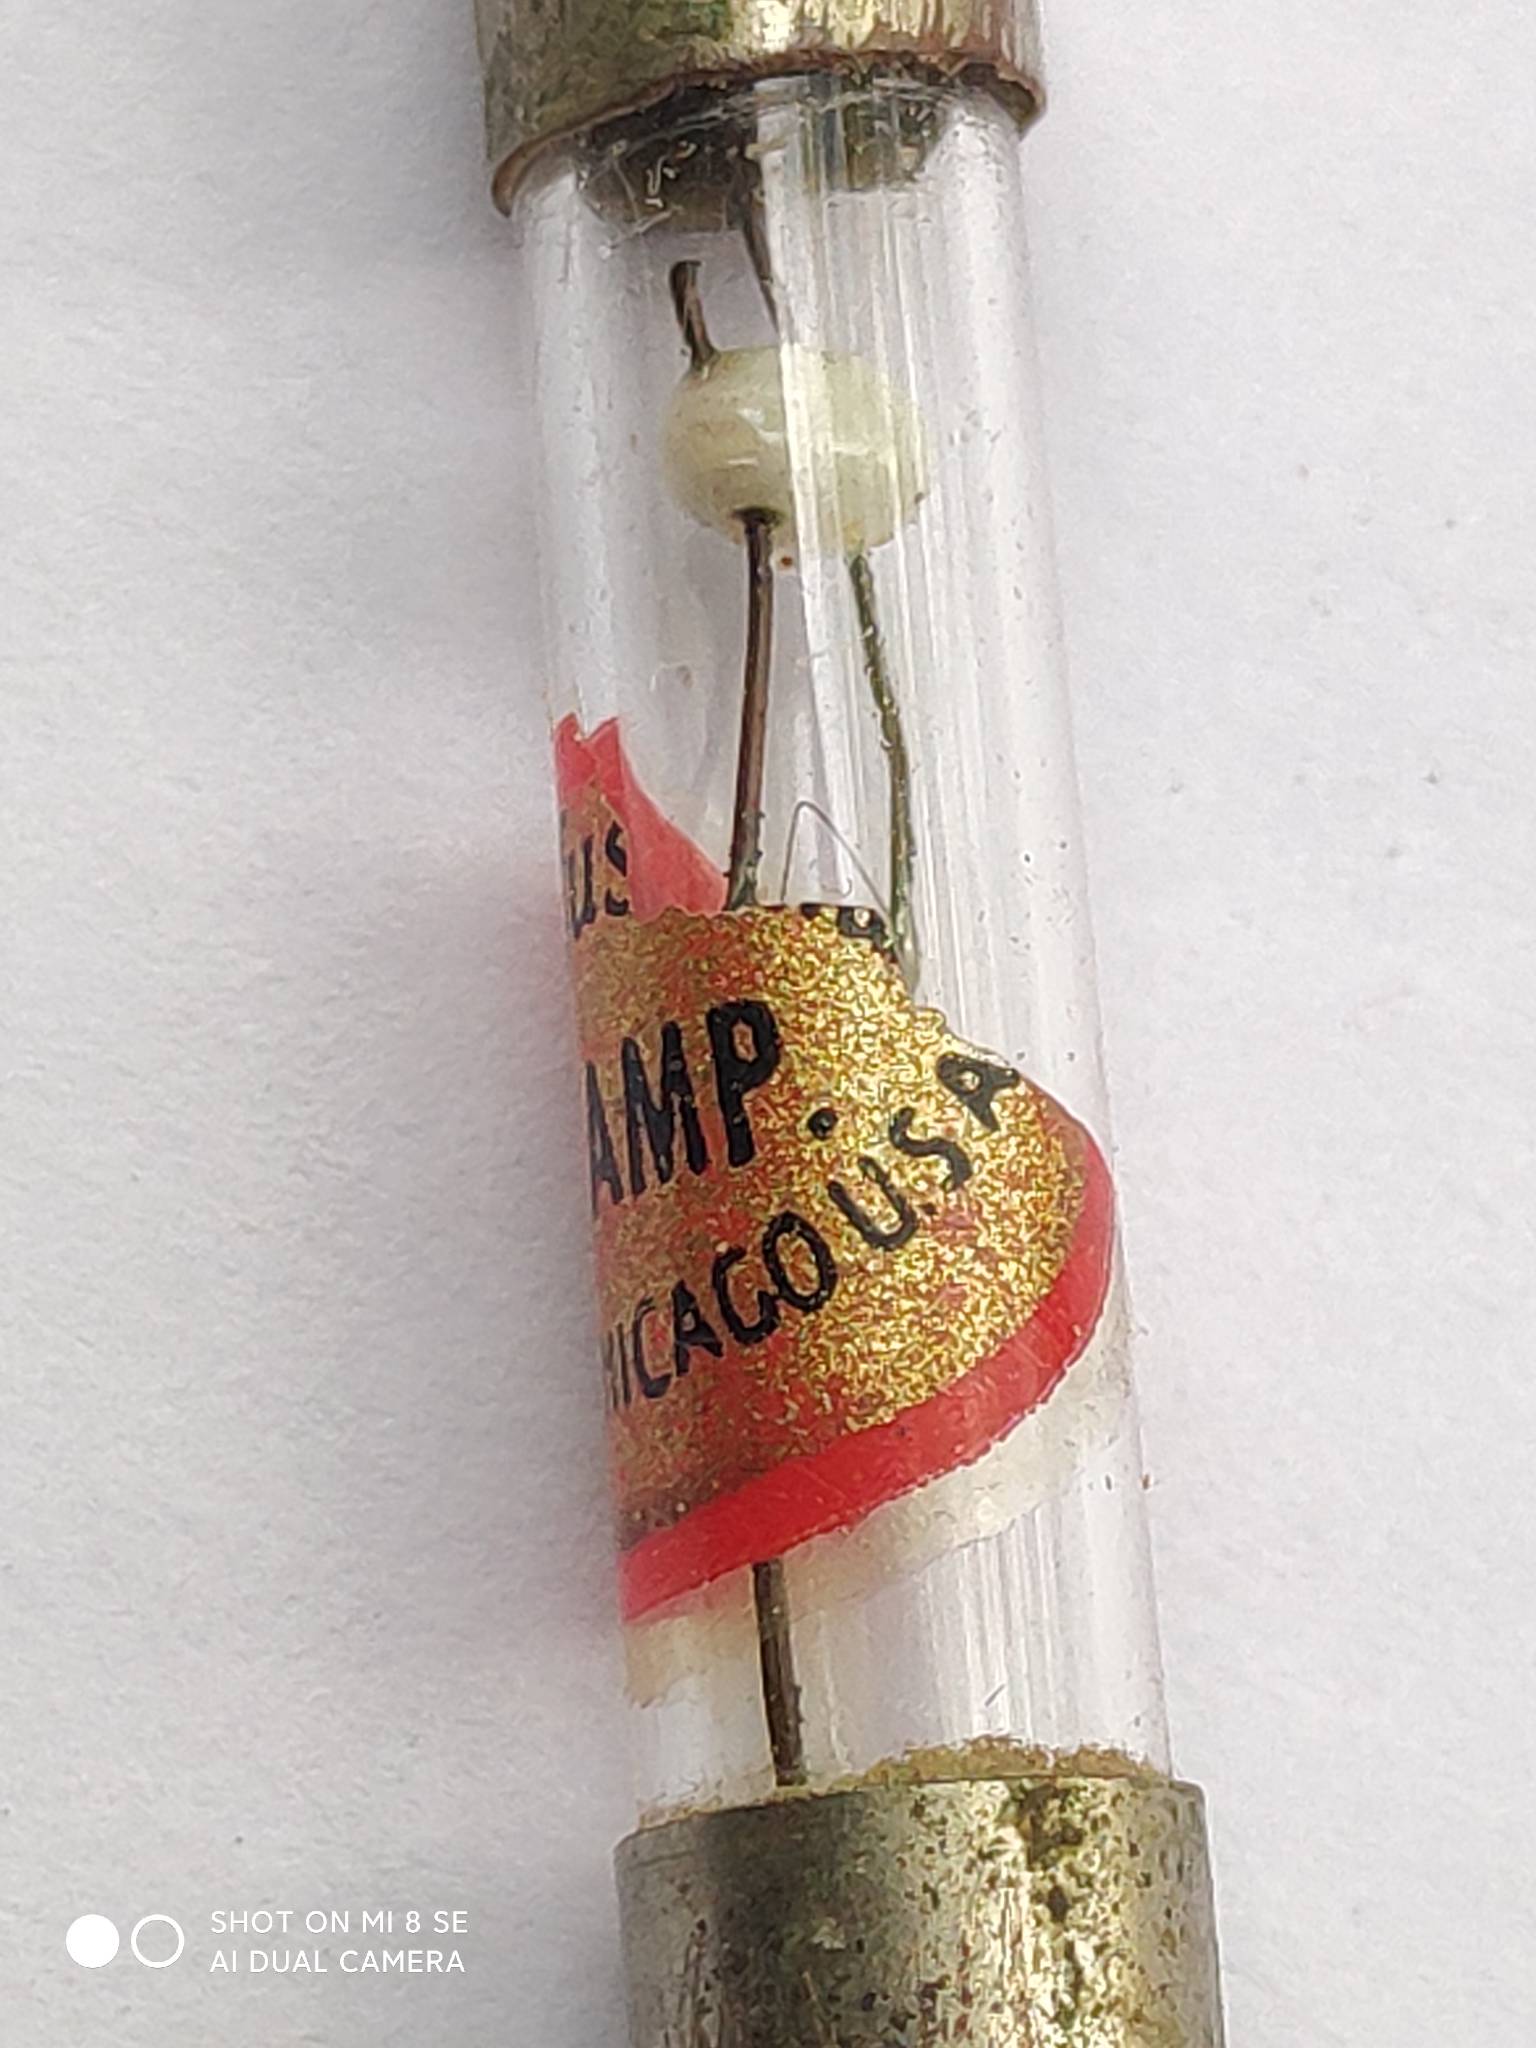 AMP.
CHICAGO U.S.A
SHOT ON MI 8 SE
AI DUAL CAMERA